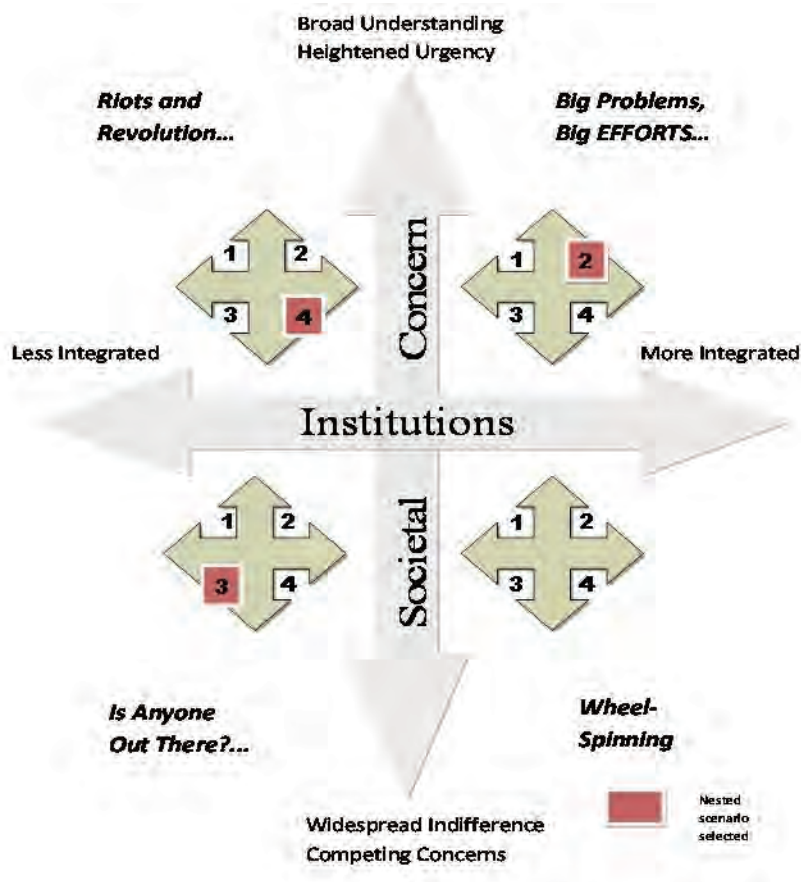 Broad Understanding
Heightened Urgency
Riots and
Revolution...
Big Problems,
Big EFFORTS...
1 2
3 4
1 2
3 4
Concern
Less Integrated
More Integrated
Institutions
1 2
3 4
1 2
3 4
Societal
Is Anyone
Out There?...
Wheel-
Spinning
Nested
scenario
selected
Widespread Indifference
Competing Concerns